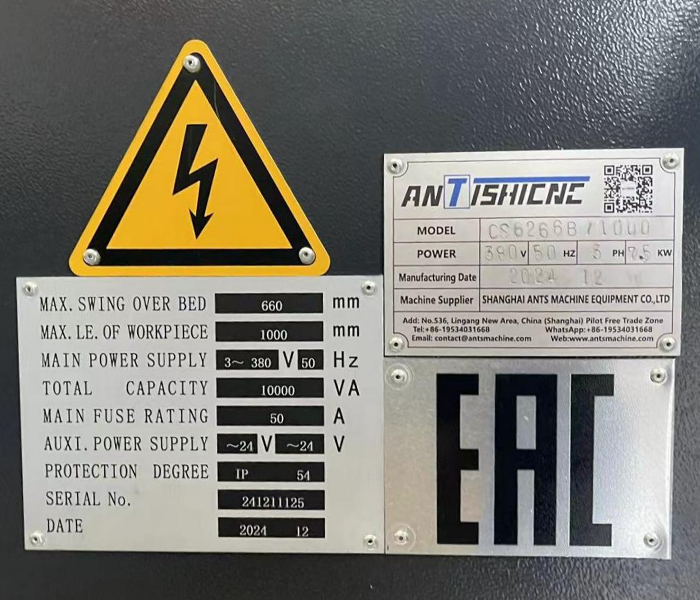 ANTISHICNC
MODEL CS6266B/1000
POWER 380 V 50 HZ 3 PH 7.5 KW
Manufacturing Date 2024 12
Machine Supplier SHANGHAI ANTS MACHINE EQUIPMENT CO.,LTD
Add: No.536, Lingang New Area, China (Shanghai) Pilot Free Trade Zone
Tel:+86-19534031668 WhatsApp:+86-19534031668
Email: contact@antsmachine.com Web:www.antsmachine.com
MAX. SWING OVER BED 660 mm
MAX. LE. OF WORKPIECE 1000 mm
MAIN POWER SUPPLY 3~ 380 V 50 Hz
TOTAL CAPACITY 10000 VA
MAIN FUSE RATING 50 A
AUXI. POWER SUPPLY ~24 V ~24 V
PROTECTION DEGREE IP 54
SERIAL No. 241211125
DATE 2024 12
EAC